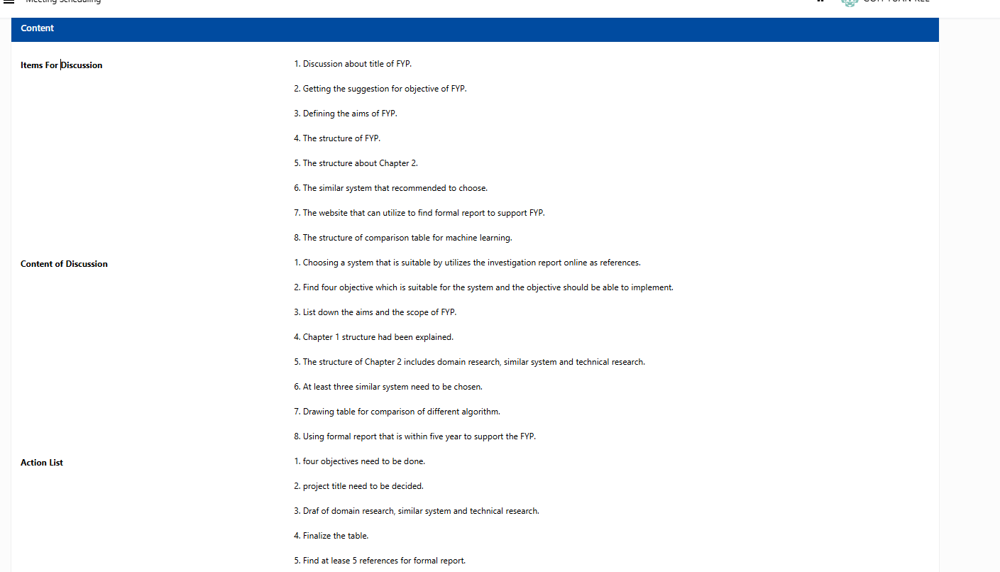 Meeting Scheduling
Content
Items For Discussion
1. Discussion about title of FYP.
2. Getting the suggestion for objective of FYP.
3. Defining the aims of FYP.
4. The structure of FYP.
5. The structure about Chapter 2.
6. The similar system that recommended to choose.
7. The website that can utilize to find formal report to support FYP.
8. The structure of comparison table for machine learning.
Content of Discussion
1. Choosing a system that is suitable by utilizes the investigation report online as references.
2. Find four objective which is suitable for the system and the objective should be able to implement.
3. List down the aims and the scope of FYP.
4. Chapter 1 structure had been explained.
5. The structure of Chapter 2 includes domain research, similar system and technical research.
6. At least three similar system need to be chosen.
7. Drawing table for comparison of different algorithm.
8. Using formal report that is within five year to support the FYP.
Action List
1. four objectives need to be done.
2. project title need to be decided.
3. Draf of domain research, similar system and technical research.
4. Finalize the table.
5. Find at lease 5 references for formal report.